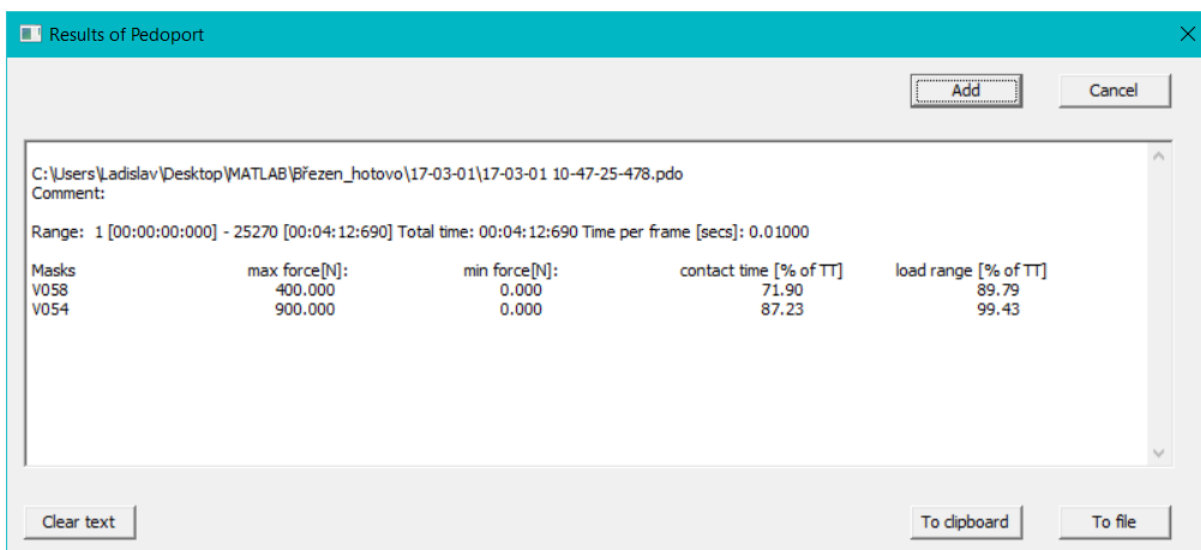 Results of Pedoport
Add Cancel
C:\Users\Ladislav\Desktop\MATLAB\Březen_hotovo\17-03-01\17-03-01 10-47-25-478.pdo
Comment:
Range: 1 [00:00:00:000] - 25270 [00:04:12:690] Total time: 00:04:12:690 Time per frame [secs]: 0.01000
Masks max force[N]: min force[N]: contact time [% of TT] load range [% of TT]
V058 400.000 0.000 71.90 89.79
V054 900.000 0.000 87.23 99.43
Clear text To clipboard To file